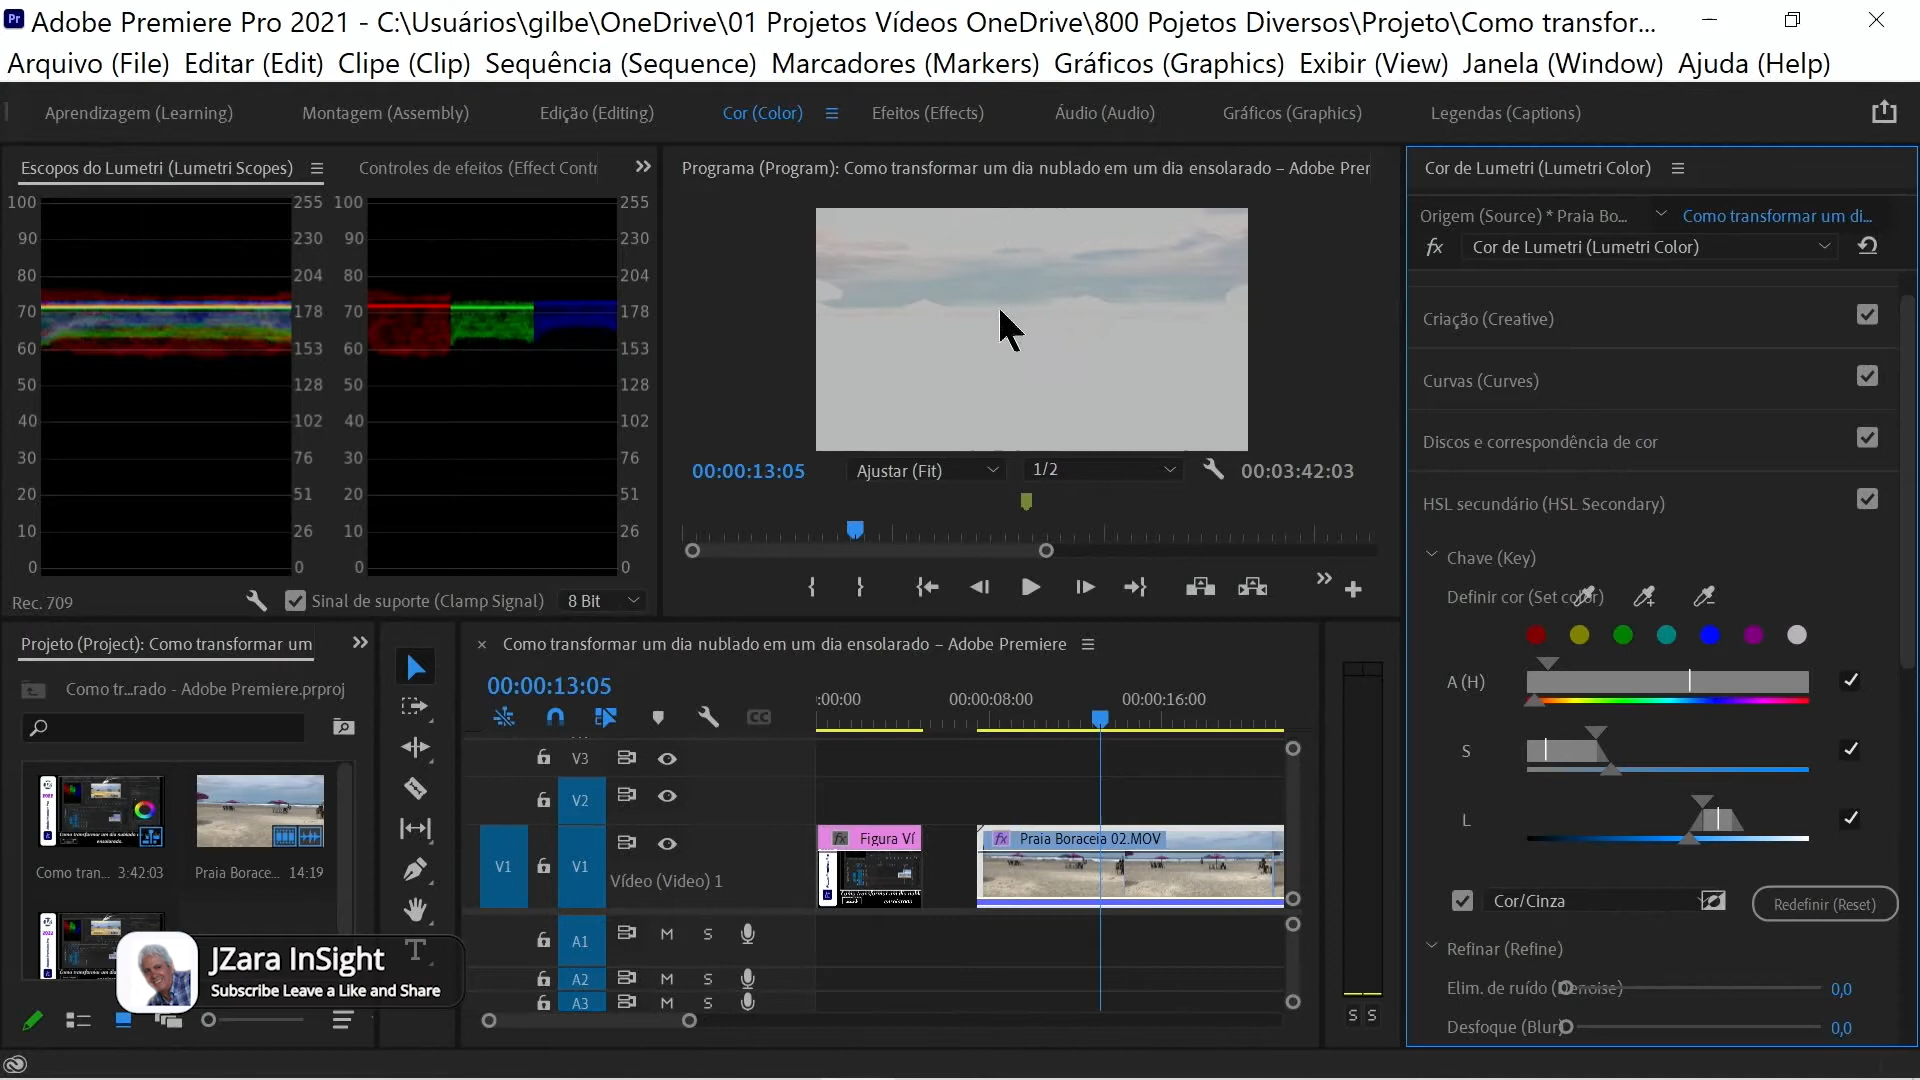 Adobe Premiere Pro 2021 - C:\Usuários\gilbe\OneDrive\01 Projetos Vídeos OneDrive\800 Pojetos Diversos\Projeto\Como transfor...
Arquivo (File) Editar (Edit) Clipe (Clip) Sequência (Sequence) Marcadores (Markers) Gráficos (Graphics) Exibir (View) Janela (Window) Ajuda (Help)
Aprendizagem (Learning) Montagem (Assembly) Edição (Editing) Cor (Color) Efeitos (Effects) Áudio (Audio) Gráficos (Graphics) Legendas (Captions)
Escopos do Lumetri (Lumetri Scopes) Controles de efeitos (Effect Contr
100 255 100 255
90 230 90 230
80 204 80 204
70 178 70 178
60 153 60 153
50 128 50 128
40 102 40 102
30 76 30 76
20 51 20 51
10 26 10 26
0 0 0 0
Rec. 709 Sinal de suporte (Clamp Signal) 8 Bit
Programa (Program): Como transformar um dia nublado em um dia ensolarado – Adobe Prer
00:00:13:05 Ajustar (Fit) 1/2 00:03:42:03
Cor de Lumetri (Lumetri Color)
Origem (Source) * Praia Bo... Como transformar um di...
fx Cor de Lumetri (Lumetri Color)
Criação (Creative)
Curvas (Curves)
Discos e correspondência de cor
HSL secundário (HSL Secondary)
Chave (Key)
Definir cor (Set color)
A (H)
S
L
Cor/Cinza Redefinir (Reset)
Refinar (Refine)
Elim. de ruído (Denoise) 0,0
Desfoque (Blur) 0,0
Projeto (Project): Como transformar um
Como tr...rado - Adobe Premiere.prproj
Como tran... 3:42:03 Praia Borace... 14:19
JZara InSight
Subscribe Leave a Like and Share
Como transformar um dia nublado em um dia ensolarado – Adobe Premiere
00:00:13:05
:00:00 00:00:08:00 00:00:16:00
V3
V2
V1 V1 Vídeo (Video) 1
fx Figura Ví
fx Praia Boraceia 02.MOV
A1 M S
A2 M S
A3 M S
S S